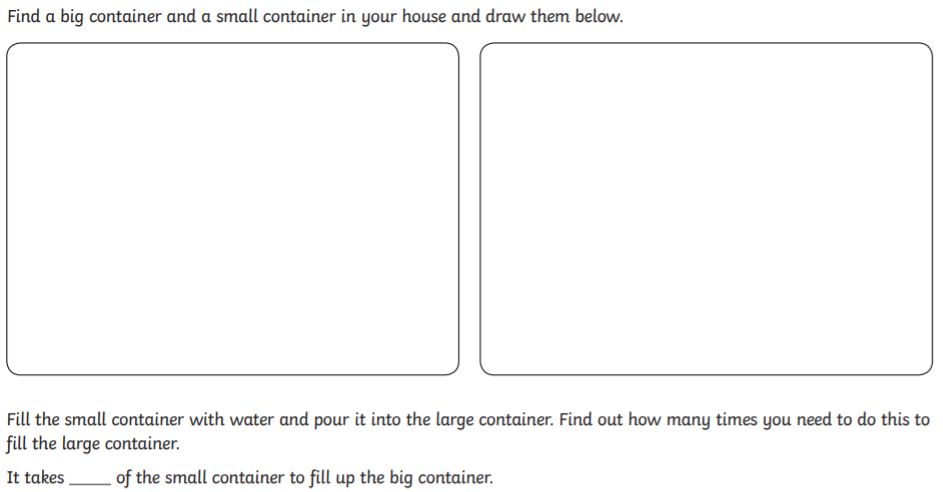 Find a big container and a small container in your house and draw them below.
Fill the small container with water and pour it into the large container. Find out how many times you need to do this to
fill the large container.
It takes _____ of the small container to fill up the big container.